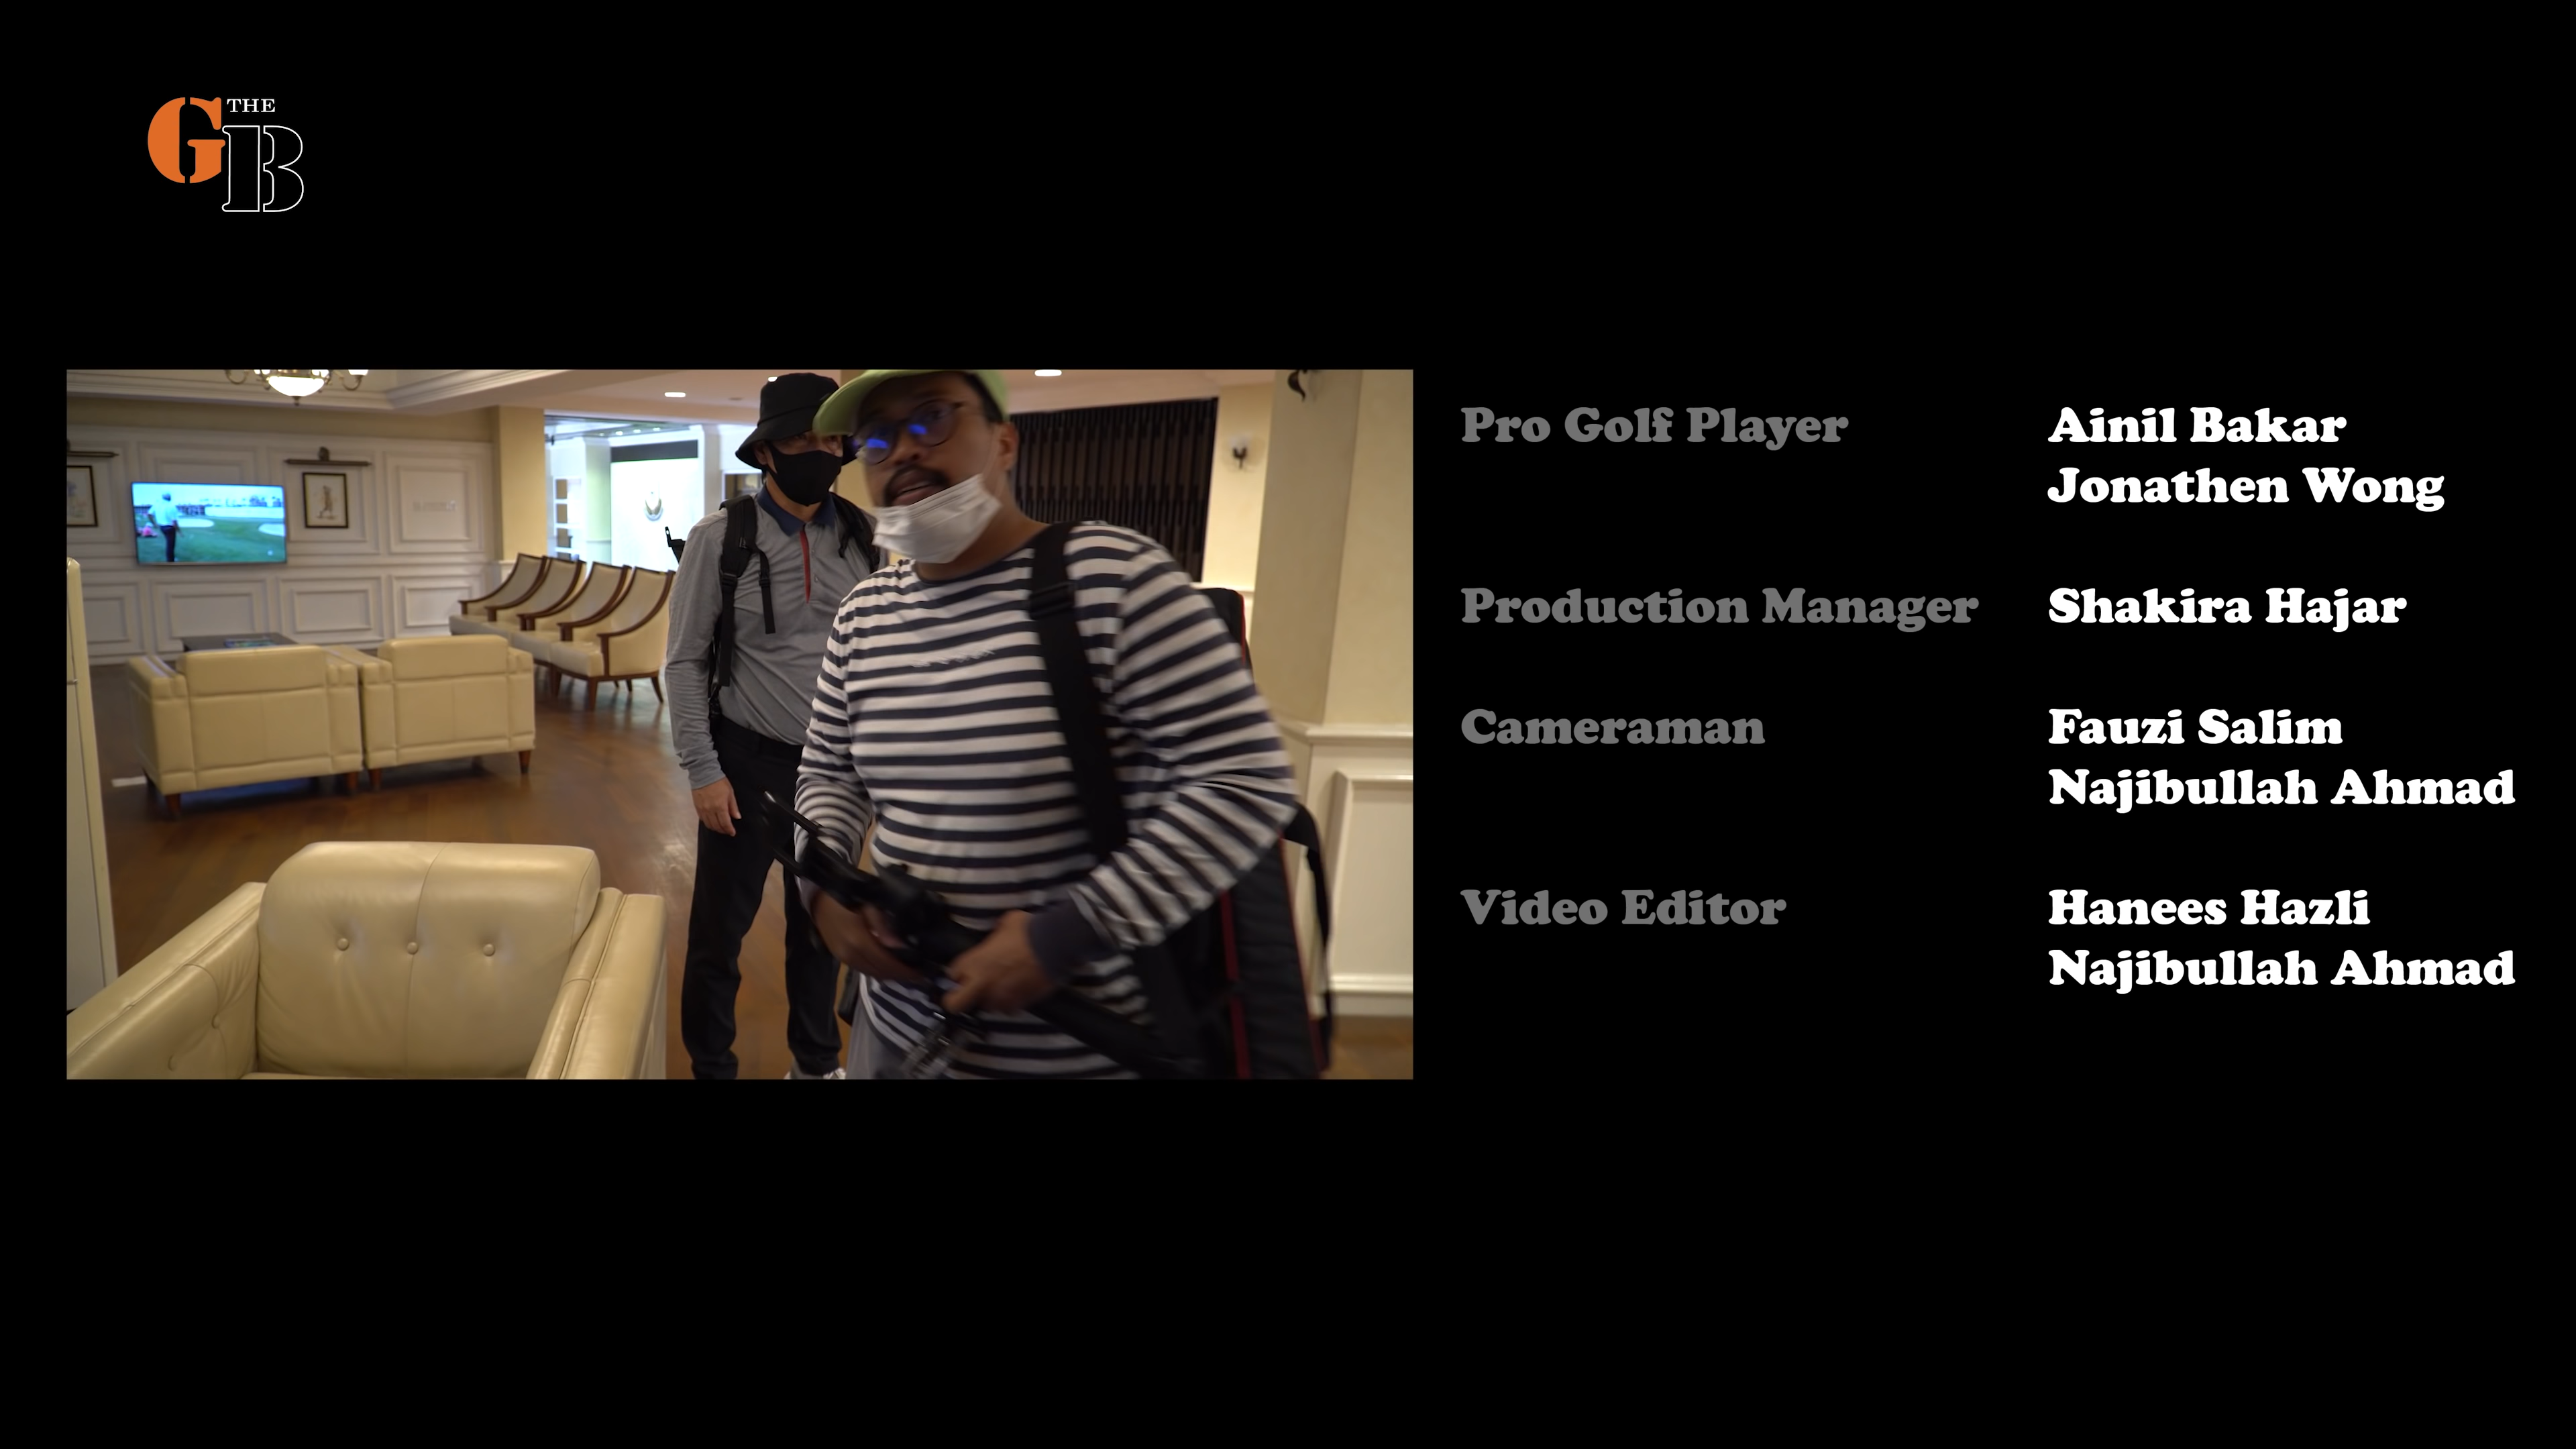 THE
GB
Pro Golf Player Ainil Bakar
Jonathen Wong
Production Manager Shakira Hajar
Cameraman Fauzi Salim
Najibullah Ahmad
Video Editor Hanees Hazli
Najibullah Ahmad